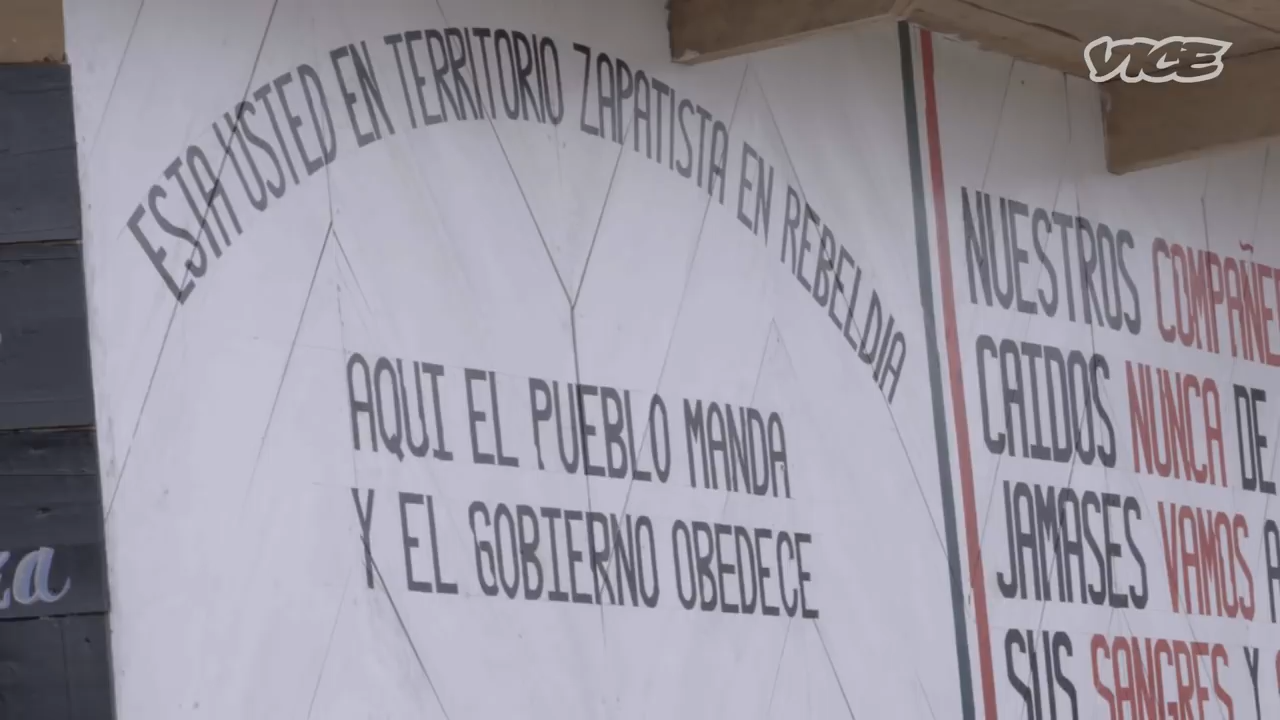 VICE
ESTA USTED EN TERRITORIO ZAPATISTA EN REBELDIA
AQUI EL PUEBLO MANDA
Y EL GOBIERNO OBEDECE
NUESTROS
CAIDOS NUNCA DE
JAMASES VAMOS A
SUS SANGRES Y